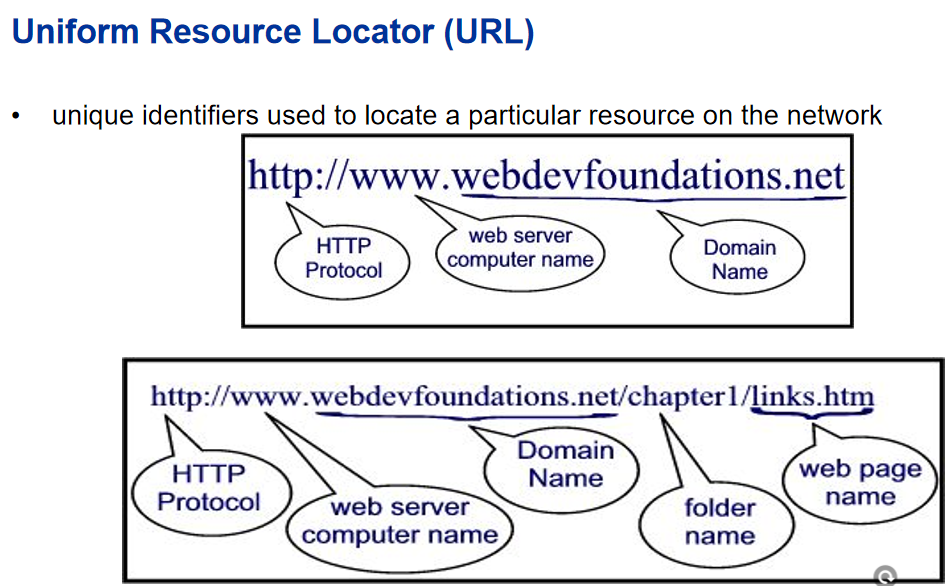 Uniform Resource Locator (URL)
• unique identifiers used to locate a particular resource on the network
http://www.webdevfoundations.net
HTTP
Protocol
web server
computer name
Domain
Name
http://www.webdevfoundations.net/chapter1/links.htm
HTTP
Protocol
web server
computer name
Domain
Name
folder
name
web page
name